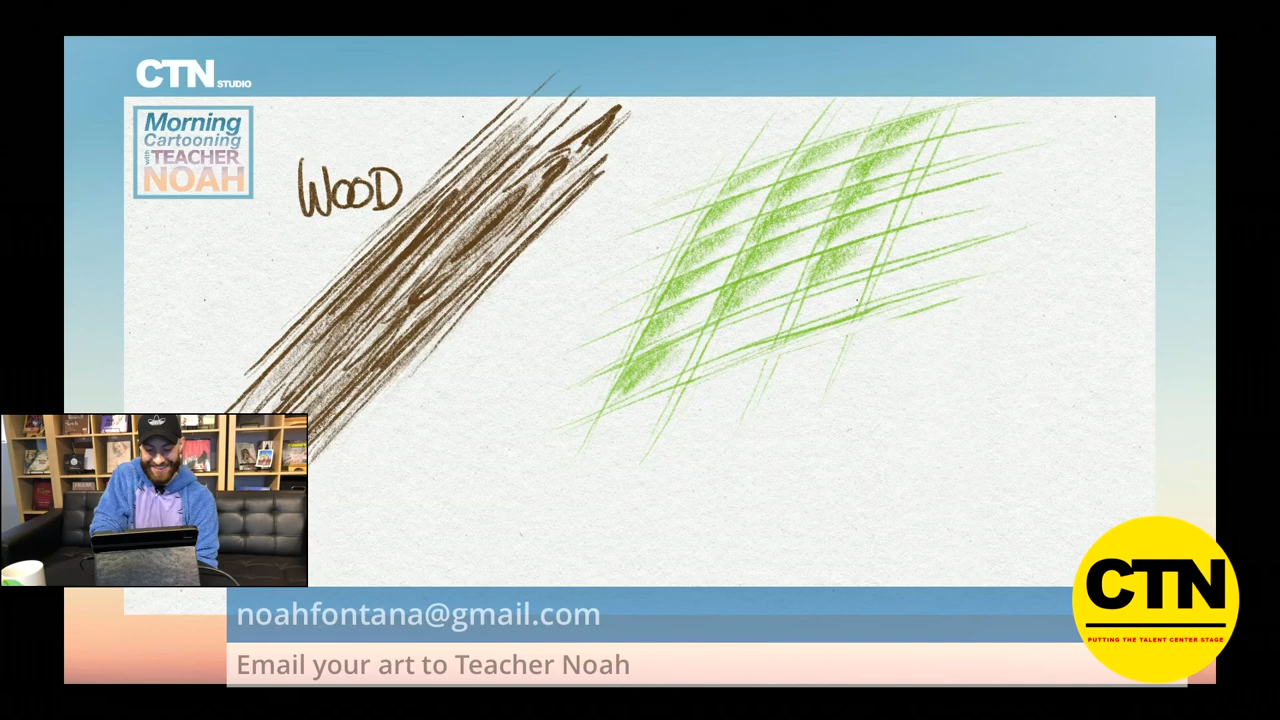 CTN STUDIO
Morning
Cartooning
with TEACHER
NOAH
WOOD
noahfontana@gmail.com
Email your art to Teacher Noah
CTN
PUTTING THE TALENT CENTER STAGE